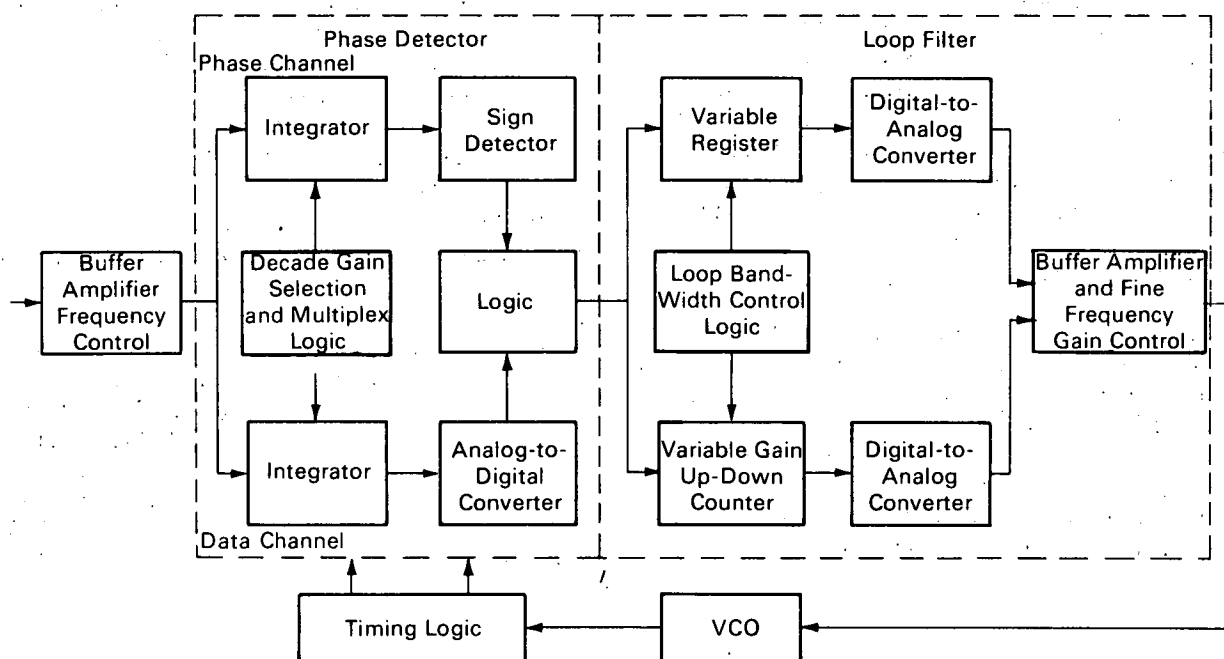 Phase Detector
Loop Filter
Phase Channel
Integrator
Sign
Detector
Variable
Register
Digital-to-
Analog
Converter
Buffer
Amplifier
Frequency
Control
Decade Gain
Selection
and Multiplex
Logic
Logic
Loop Band-
Width Control
Logic
Buffer Amplifier
and Fine
Frequency
Gain Control
Integrator
Analog-to-
Digital
Converter
Variable Gain
Up-Down
Counter
Digital-to-
Analog
Converter
Data Channel
Timing Logic
VCO